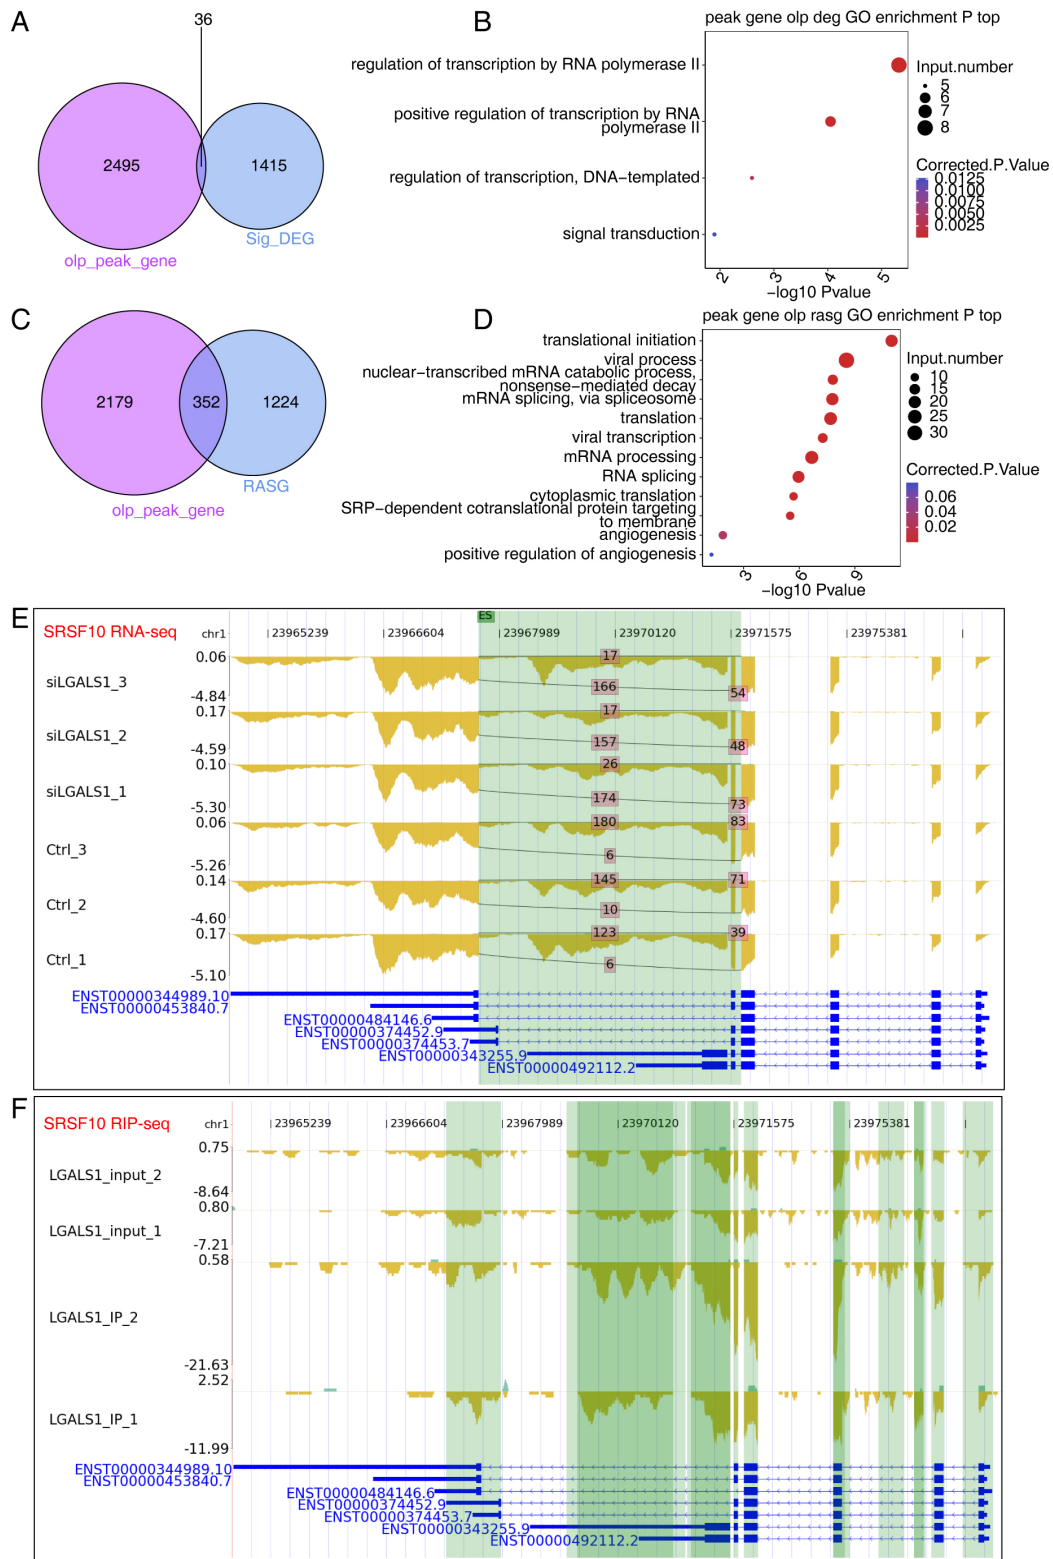 A
36
2495
1415
Sig_DEG
olp_peak_gene
B
peak gene olp deg GO enrichment P top
regulation of transcription by RNA polymerase II
positive regulation of transcription by RNA
polymerase II
regulation of transcription, DNA−templated
signal transduction
2
3
4
5
−log10 Pvalue
Input.number
5
6
7
8
Corrected.P.Value
0.0125
0.0100
0.0075
0.0050
0.0025
C
2179
352
1224
RASG
olp_peak_gene
D
peak gene olp rasg GO enrichment P top
translational initiation
viral process
nuclear−transcribed mRNA catabolic process,
nonsense−mediated decay
mRNA splicing, via spliceosome
translation
viral transcription
mRNA processing
RNA splicing
cytoplasmic translation
SRP−dependent cotranslational protein targeting
to membrane
angiogenesis
positive regulation of angiogenesis
3
6
9
−log10 Pvalue
Input.number
10
15
20
25
30
Corrected.P.Value
0.06
0.04
0.02
E
ES
SRSF10 RNA-seq
chr1
23965239
23966604
23967989
23970120
23971575
23975381
0.06
siLGALS1_3
-4.84
17
166
54
0.17
siLGALS1_2
-4.59
17
157
48
0.10
siLGALS1_1
-5.30
26
174
73
0.06
Ctrl_3
-5.26
180
6
83
0.14
Ctrl_2
-4.60
145
10
71
0.17
Ctrl_1
-5.10
123
6
39
ENST00000344989.10
ENST00000453840.7
ENST00000484146.6
ENST00000374452.9
ENST00000374453.7
ENST00000343255.9
ENST00000492112.2
F
SRSF10 RIP-seq
chr1
23965239
23966604
23967989
23970120
23971575
23975381
0.75
LGALS1_input_2
-8.64
0.80
LGALS1_input_1
-7.21
0.58
LGALS1_IP_2
-21.63
2.52
LGALS1_IP_1
-11.99
ENST00000344989.10
ENST00000453840.7
ENST00000484146.6
ENST00000374452.9
ENST00000374453.7
ENST00000343255.9
ENST00000492112.2